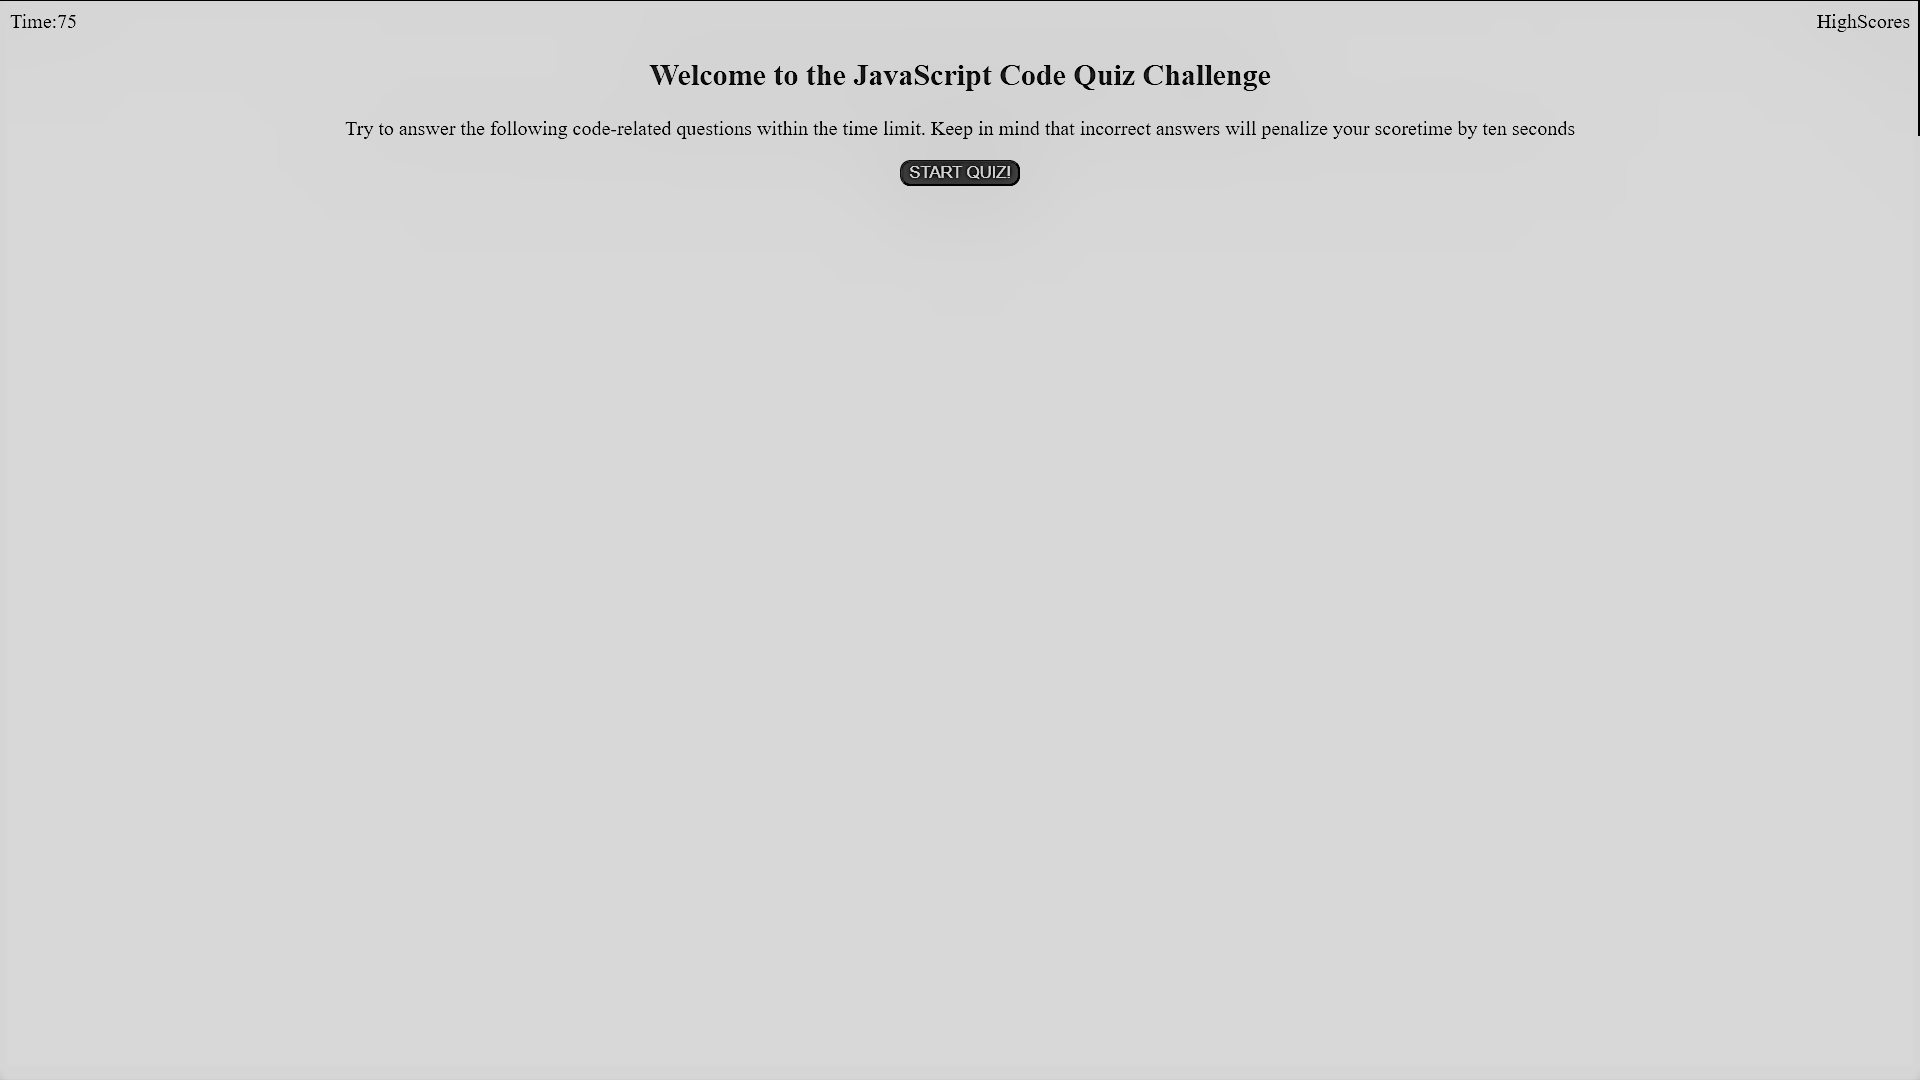 Time:75
HighScores
Welcome to the JavaScript Code Quiz Challenge
Try to answer the following code-related questions within the time limit. Keep in mind that incorrect answers will penalize your scoretime by ten seconds
START QUIZ!